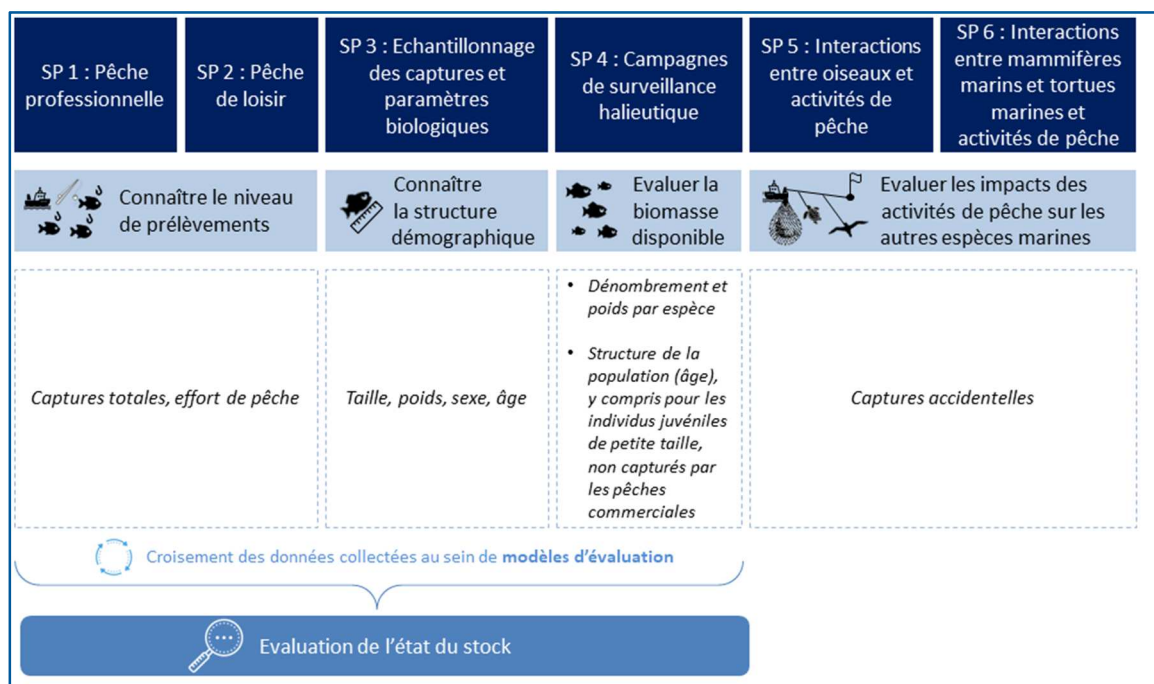 SP 1 : Pêche
professionnelle
SP 2 : Pêche
de loisir
SP 3 : Echantillonnage
des captures et
paramètres
biologiques
SP 4 : Campagnes
de surveillance
halieutique
SP 5 : Interactions
entre oiseaux et
activités de
pêche
SP 6 : Interactions
entre mammifères
marins et tortues
marines et
activités de pêche
Connaître le niveau
de prélèvements
Connaître
la structure
démographique
Evaluer la
biomasse
disponible
Evaluer les impacts des
activités de pêche sur les
autres espèces marines
Captures totales, effort de pêche
Taille, poids, sexe, âge
• Dénombrement et
poids par espèce
• Structure de la
population (âge),
y compris pour les
individus juvéniles
de petite taille,
non capturés par
les pêches
commerciales
Captures accidentelles
Croisement des données collectées au sein de modèles d’évaluation
Evaluation de l’état du stock